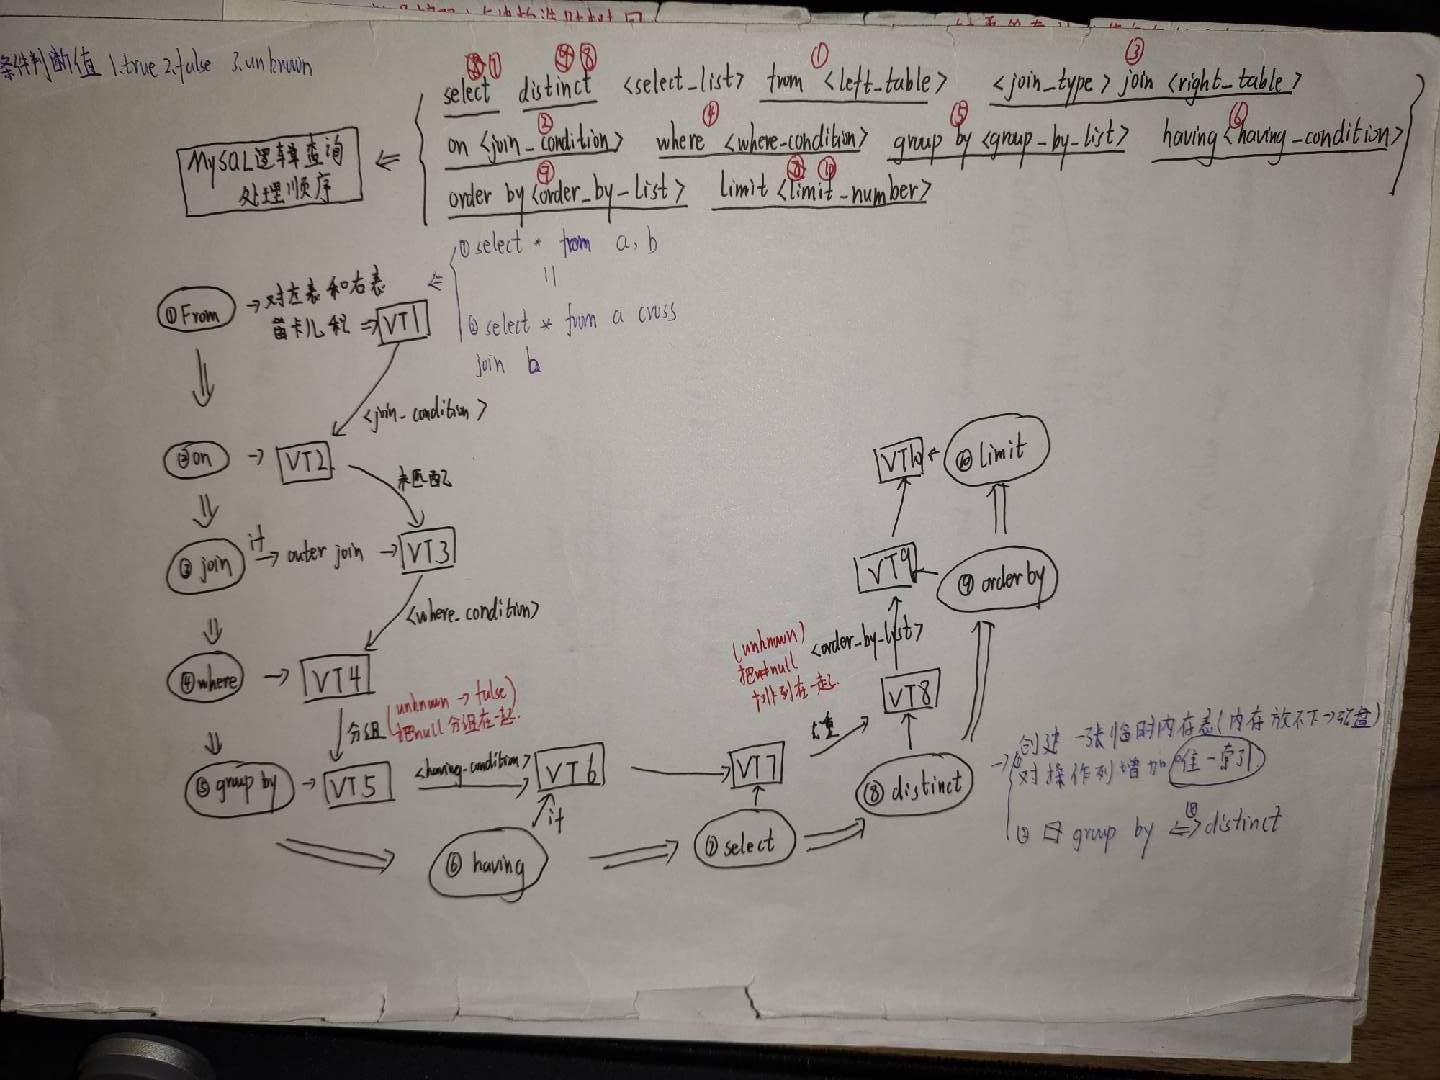 条件判断值 1.true 2.false 3.unknown
⑦ ⑧ ① ③
select distinct <select_list> from <left_table> <join_type> join <right_table>
② ④ ⑤ ⑥
on <join_condition> where <where-condition> group by <group-by-list> having <having-condition>
⑨ ⑩
order by <order_by-list> limit <limit-number>
MySQL逻辑查询
处理顺序
① select * from a, b
② select * from a cross
join b
① From → 对左表和右表
笛卡儿积 ⇒ VT1
<join-condition>
② on → VT2
未匹配
③ join if → outer join → VT3
<where_condition>
④ where → VT4
分组 (unknown → false)
把null分组在一起.
⑤ group by → VT5 <having-condition> VT6
if
⑥ having
VT7
⑦ select
去重
VT8
⑧ distinct
(unknown)
把null
排列在一起.
<order_by-list>
VT9
⑨ order by
VT10
⑩ limit
→ ① 创建一张临时内存表(内存放不下→磁盘)
对操作列增加唯一索引
② group by ⇔ distinct